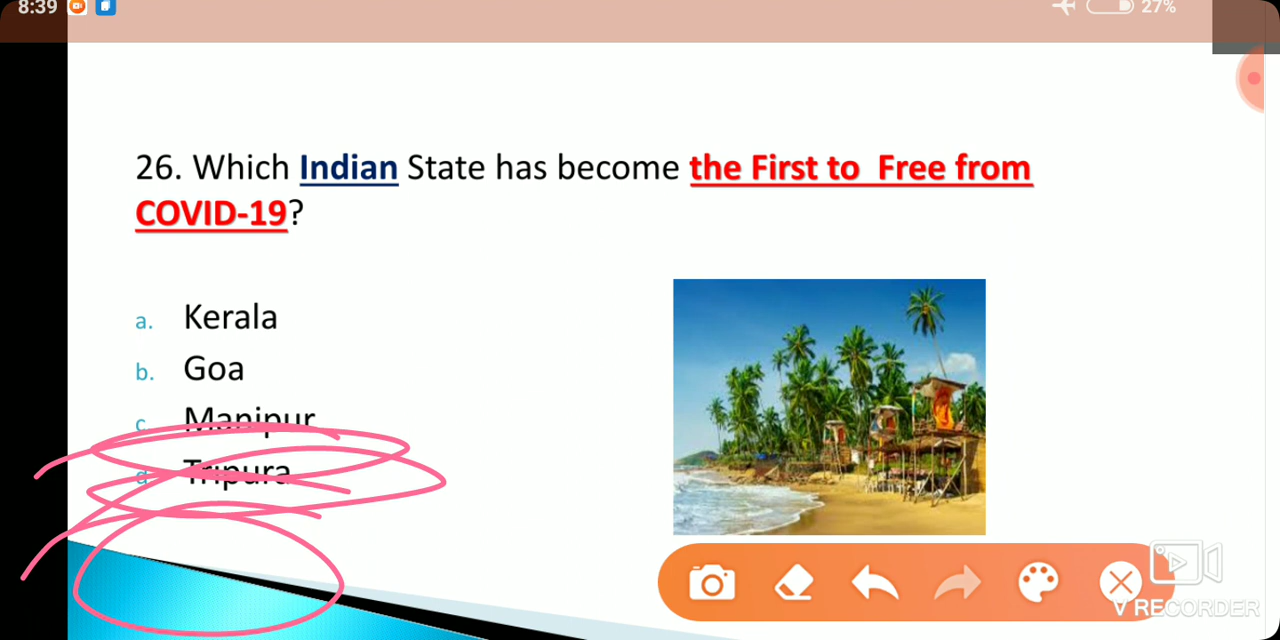 8:39 27%
26. Which Indian State has become the First to Free from
COVID-19?
a. Kerala
b. Goa
c. Manipur
d. Tripura
V RECORDER